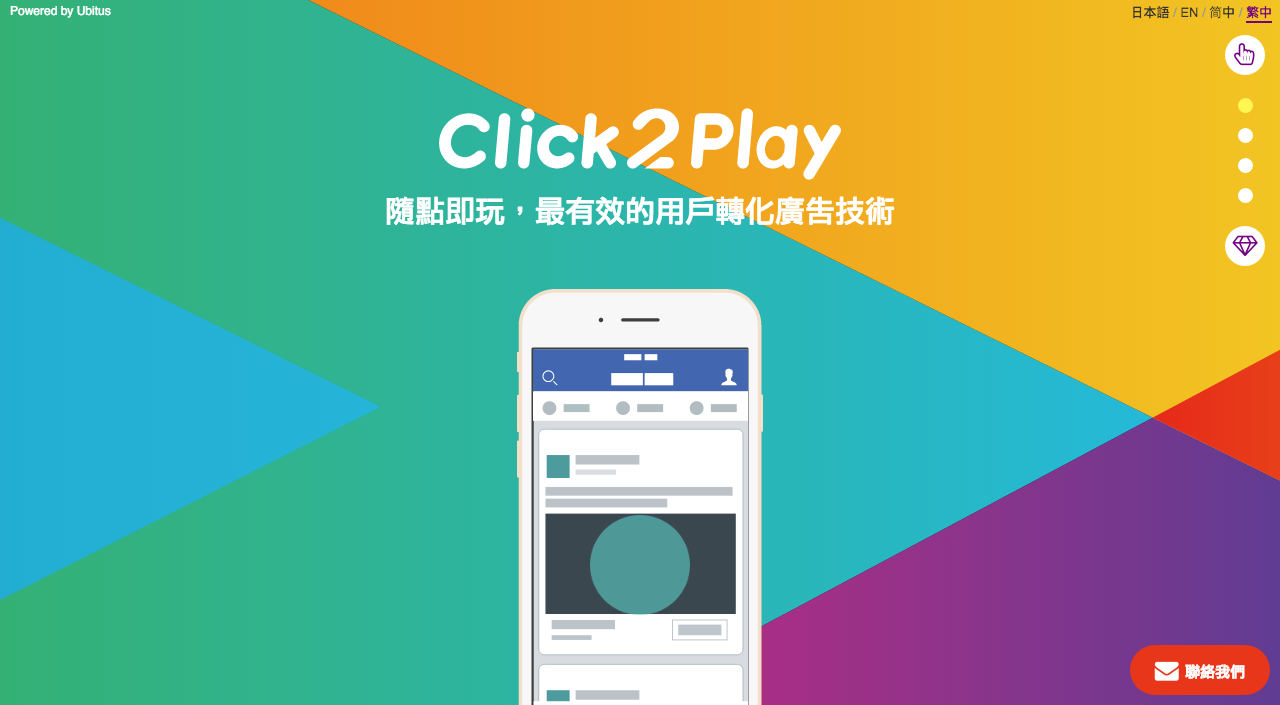 Powered by Ubitus
日本語 / EN / 简中 / 繁中
Click2Play
隨點即玩，最有效的用戶轉化廣告技術
聯絡我們